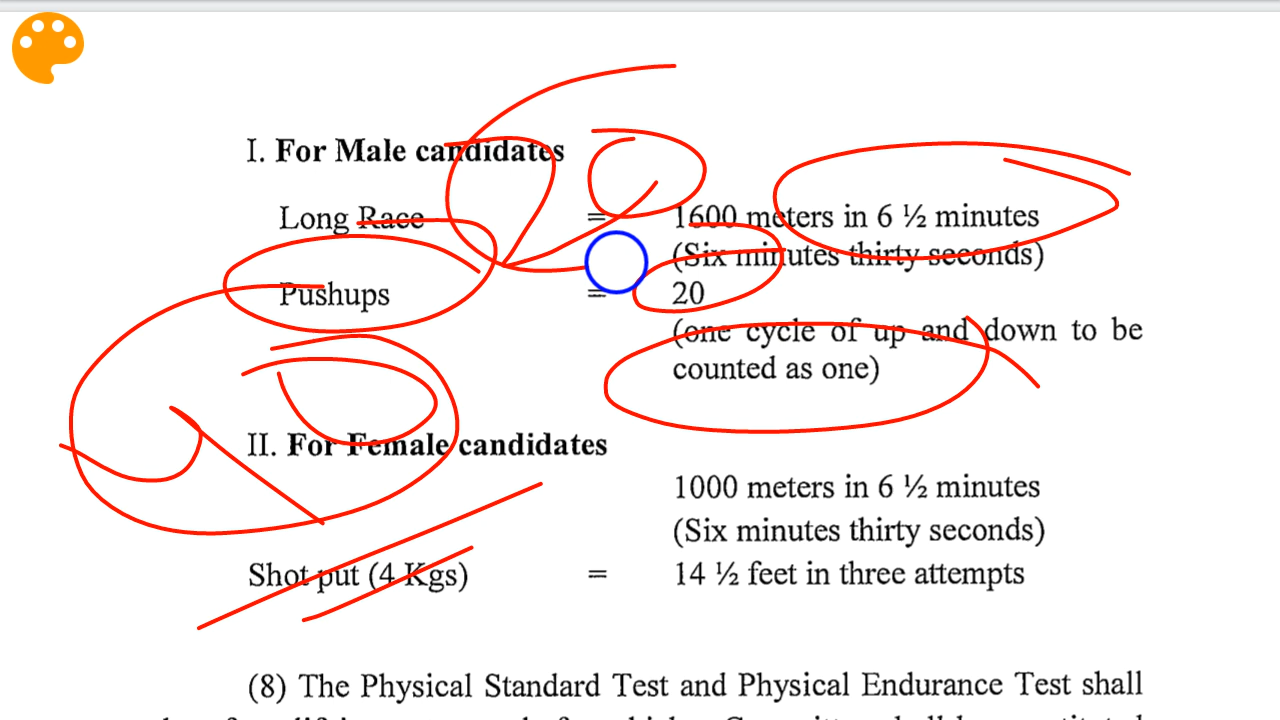 I. For Male candidates
Long Race = 1600 meters in 6 ½ minutes
(Six minutes thirty seconds)
Pushups = 20
(one cycle of up and down to be
counted as one)
II. For Female candidates
1000 meters in 6 ½ minutes
(Six minutes thirty seconds)
Shot put (4 Kgs) = 14 ½ feet in three attempts
(8) The Physical Standard Test and Physical Endurance Test shall